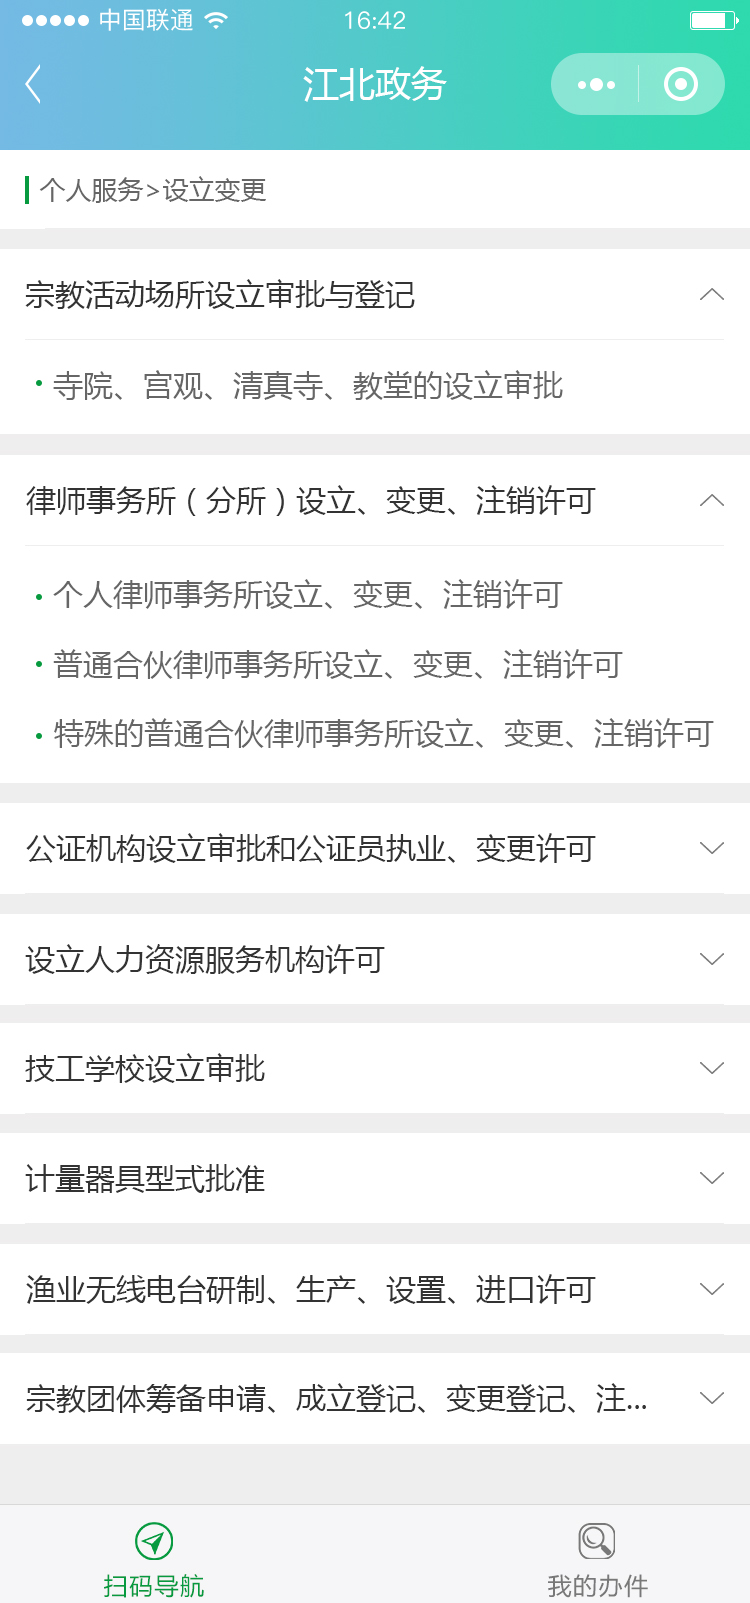 中国联通
16:42
江北政务
个人服务>设立变更
宗教活动场所设立审批与登记
寺院、宫观、清真寺、教堂的设立审批
律师事务所（分所）设立、变更、注销许可
个人律师事务所设立、变更、注销许可
普通合伙律师事务所设立、变更、注销许可
特殊的普通合伙律师事务所设立、变更、注销许可
公证机构设立审批和公证员执业、变更许可
设立人力资源服务机构许可
技工学校设立审批
计量器具型式批准
渔业无线电台研制、生产、设置、进口许可
宗教团体筹备申请、成立登记、变更登记、注...
扫码导航
我的办件